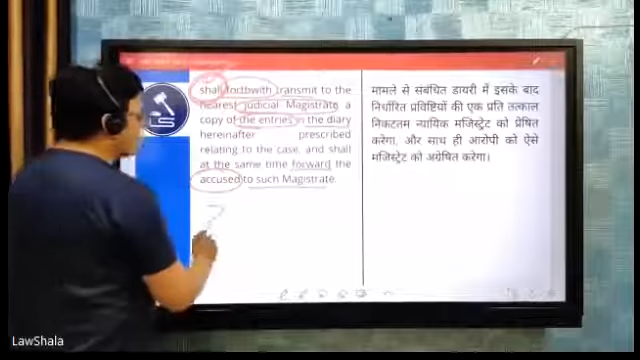 shall forthwith transmit to the
nearest judicial Magistrate a
copy of the entries in the diary
hereinafter prescribed
relating to the case, and shall
at the same time forward the
accused to such Magistrate.
मामले से संबंधित डायरी में इसके बाद
निर्धारित प्रविष्टियों की एक प्रति तत्काल
निकटतम न्यायिक मजिस्ट्रेट को प्रेषित
करेगा, और साथ ही आरोपी को ऐसे
मजिस्ट्रेट को अग्रेषित करेगा।
LS
LawShala